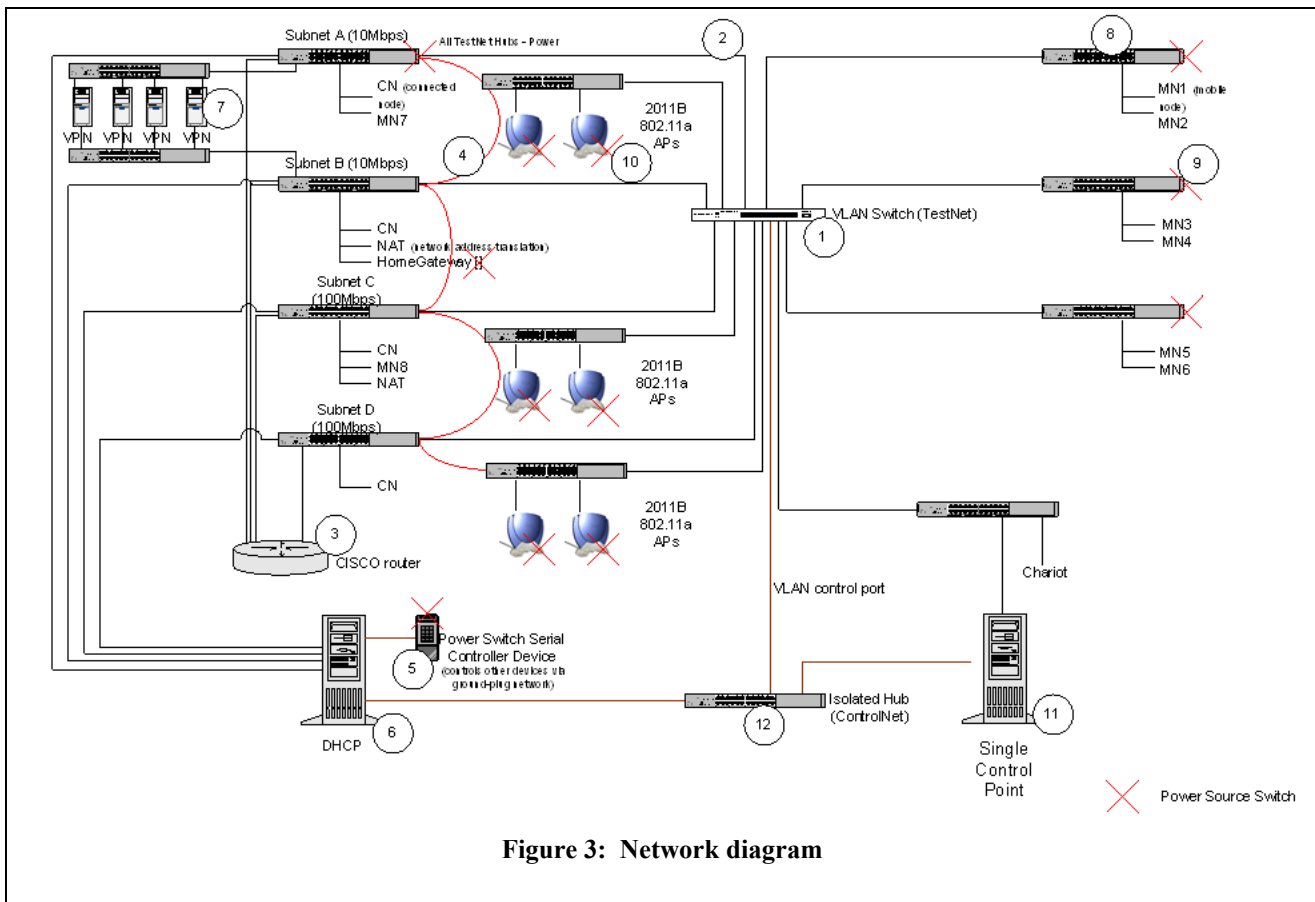 Subnet A (10Mbps)
All TestNet Hubs - Power
2
8
CN (connected
node)
MN7
7
VPN
VPN
VPN
VPN
2011B
802.11a
APs
MN1 (mobile
node)
MN2
4
10
Subnet B (10Mbps)
9
VLAN Switch (TestNet)
1
CN
NAT (network address translation)
HomeGateway []
MN3
MN4
Subnet C
(100Mbps)
CN
MN8
NAT
2011B
802.11a
APs
MN5
MN6
Subnet D
(100Mbps)
CN
2011B
802.11a
APs
3
CISCO router
Chariot
VLAN control port
Power Switch Serial
Controller Device
(controls other devices via
ground-plug network)
5
6
DHCP
Isolated Hub
(ControlNet)
12
11
Single
Control
Point
Power Source Switch
Figure 3: Network diagram